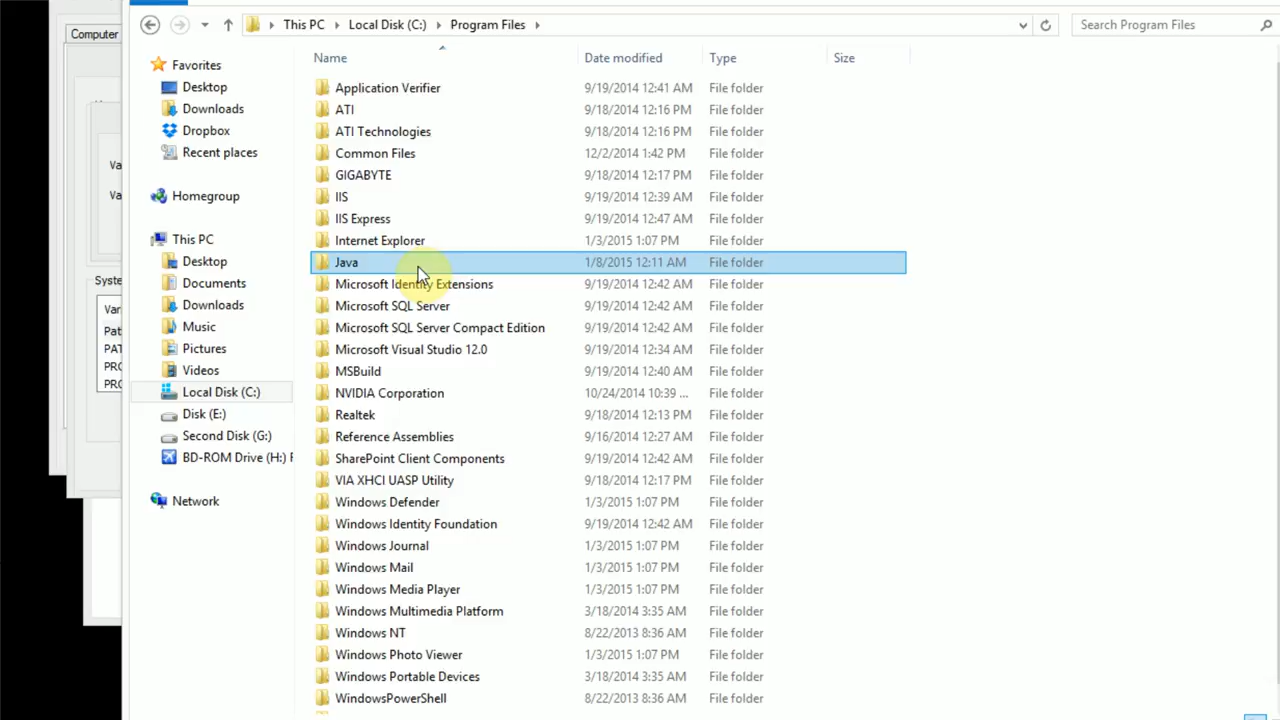 This PC Local Disk (C:) Program Files
Search Program Files
Computer
Va
Va
Syste
Var
Pat
PAT
PRC
PRC
Favorites
Desktop
Downloads
Dropbox
Recent places
Homegroup
This PC
Desktop
Documents
Downloads
Music
Pictures
Videos
Local Disk (C:)
Disk (E:)
Second Disk (G:)
BD-ROM Drive (H:) F
Network
Name Date modified Type Size
Application Verifier 9/19/2014 12:41 AM File folder
ATI 9/18/2014 12:16 PM File folder
ATI Technologies 9/18/2014 12:16 PM File folder
Common Files 12/2/2014 1:42 PM File folder
GIGABYTE 9/18/2014 12:17 PM File folder
IIS 9/19/2014 12:39 AM File folder
IIS Express 9/19/2014 12:47 AM File folder
Internet Explorer 1/3/2015 1:07 PM File folder
Java 1/8/2015 12:11 AM File folder
Microsoft Identity Extensions 9/19/2014 12:42 AM File folder
Microsoft SQL Server 9/19/2014 12:42 AM File folder
Microsoft SQL Server Compact Edition 9/19/2014 12:42 AM File folder
Microsoft Visual Studio 12.0 9/19/2014 12:34 AM File folder
MSBuild 9/19/2014 12:40 AM File folder
NVIDIA Corporation 10/24/2014 10:39 ... File folder
Realtek 9/18/2014 12:13 PM File folder
Reference Assemblies 9/16/2014 12:27 AM File folder
SharePoint Client Components 9/19/2014 12:42 AM File folder
VIA XHCI UASP Utility 9/18/2014 12:17 PM File folder
Windows Defender 1/3/2015 1:07 PM File folder
Windows Identity Foundation 9/19/2014 12:42 AM File folder
Windows Journal 1/3/2015 1:07 PM File folder
Windows Mail 1/3/2015 1:07 PM File folder
Windows Media Player 1/3/2015 1:07 PM File folder
Windows Multimedia Platform 3/18/2014 3:35 AM File folder
Windows NT 8/22/2013 8:36 AM File folder
Windows Photo Viewer 1/3/2015 1:07 PM File folder
Windows Portable Devices 3/18/2014 3:35 AM File folder
WindowsPowerShell 8/22/2013 8:36 AM File folder